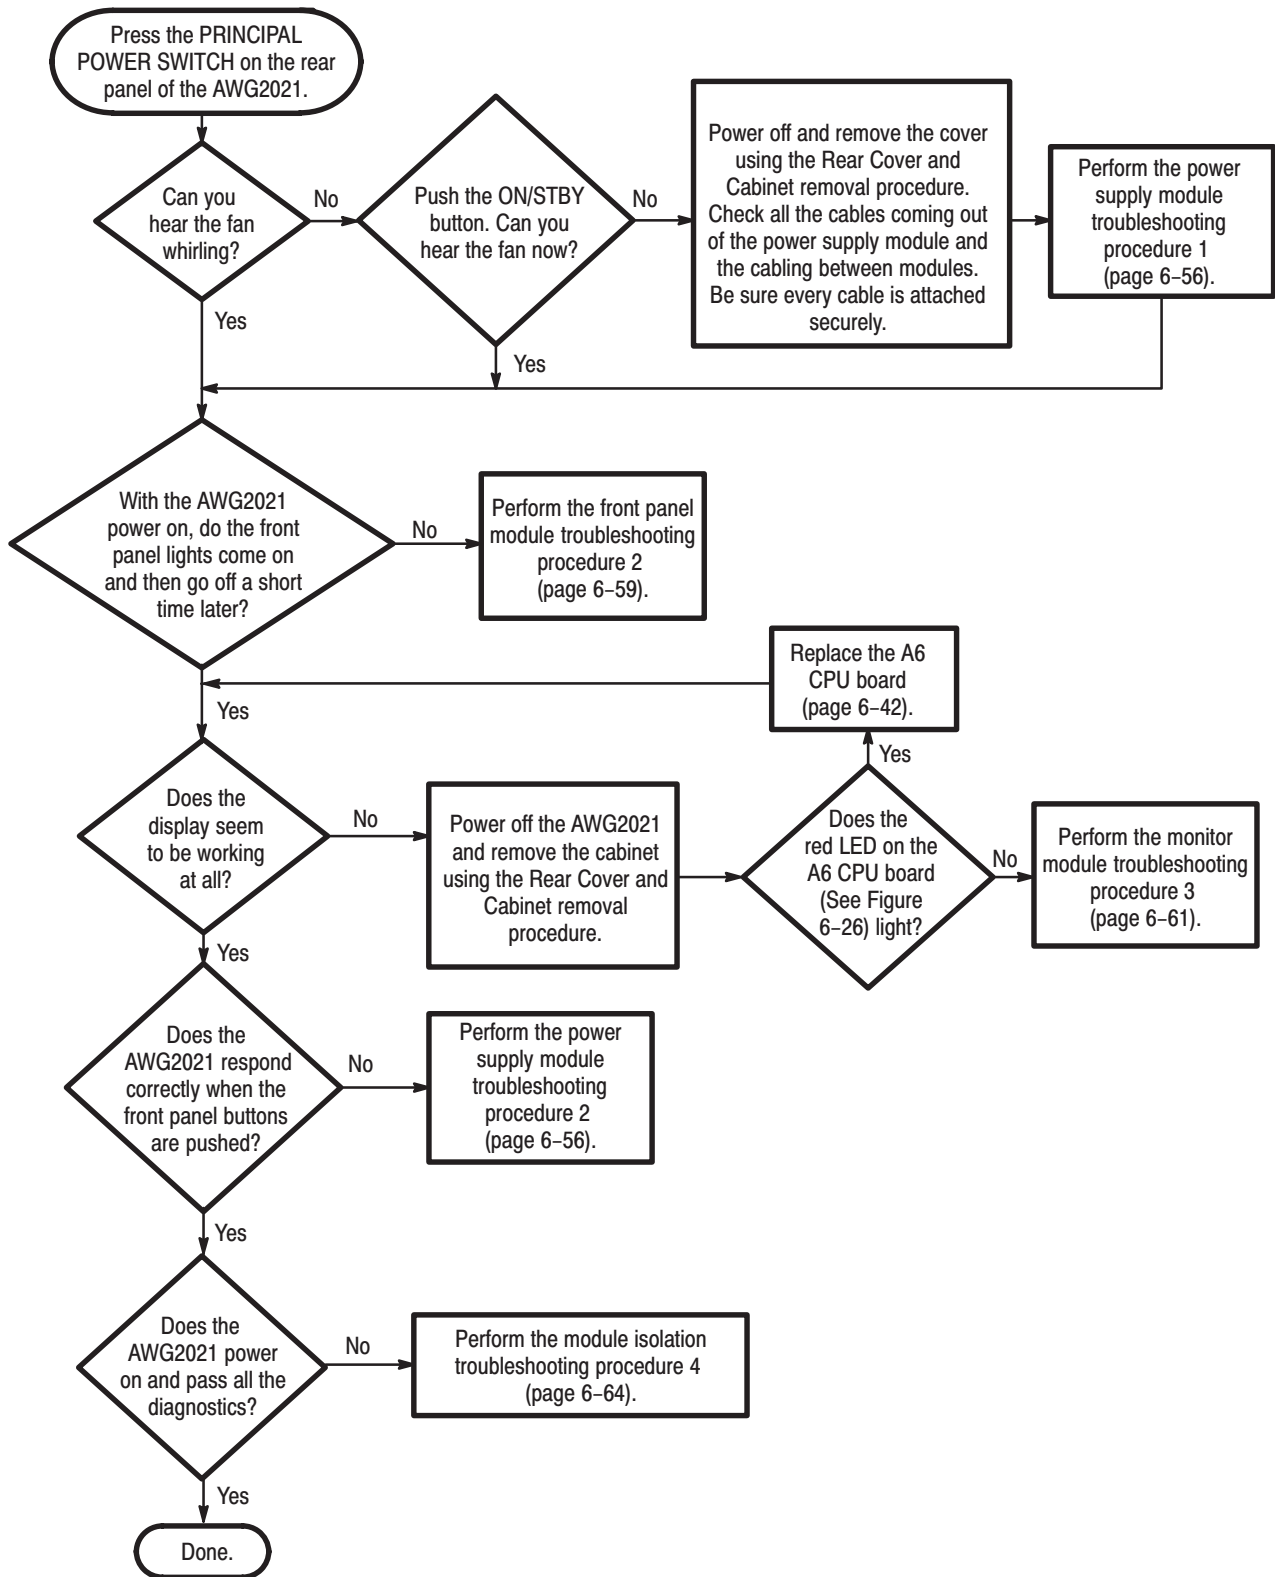 Press the PRINCIPAL
POWER SWITCH on the rear
panel of the AWG2021.
Can you
hear the fan
whirling?
No
Push the ON/STBY
button. Can you
hear the fan now?
No
Power off and remove the cover
using the Rear Cover and
Cabinet removal procedure.
Check all the cables coming out
of the power supply module and
the cabling between modules.
Be sure every cable is attached
securely.
Perform the power
supply module
troubleshooting
procedure 1
(page 6–56).
Yes
Yes
With the AWG2021
power on, do the front
panel lights come on
and then go off a short
time later?
No
Perform the front panel
module troubleshooting
procedure 2
(page 6–59).
Yes
Replace the A6
CPU board
(page 6–42).
Yes
Does the
display seem
to be working
at all?
No
Power off the AWG2021
and remove the cabinet
using the Rear Cover and
Cabinet removal
procedure.
Does the
red LED on the
A6 CPU board
(See Figure
6–26) light?
No
Perform the monitor
module troubleshooting
procedure 3
(page 6–61).
Yes
Does the
AWG2021 respond
correctly when the
front panel buttons
are pushed?
No
Perform the power
supply module
troubleshooting
procedure 2
(page 6–56).
Yes
Does the
AWG2021 power
on and pass all the
diagnostics?
No
Perform the module isolation
troubleshooting procedure 4
(page 6–64).
Yes
Done.